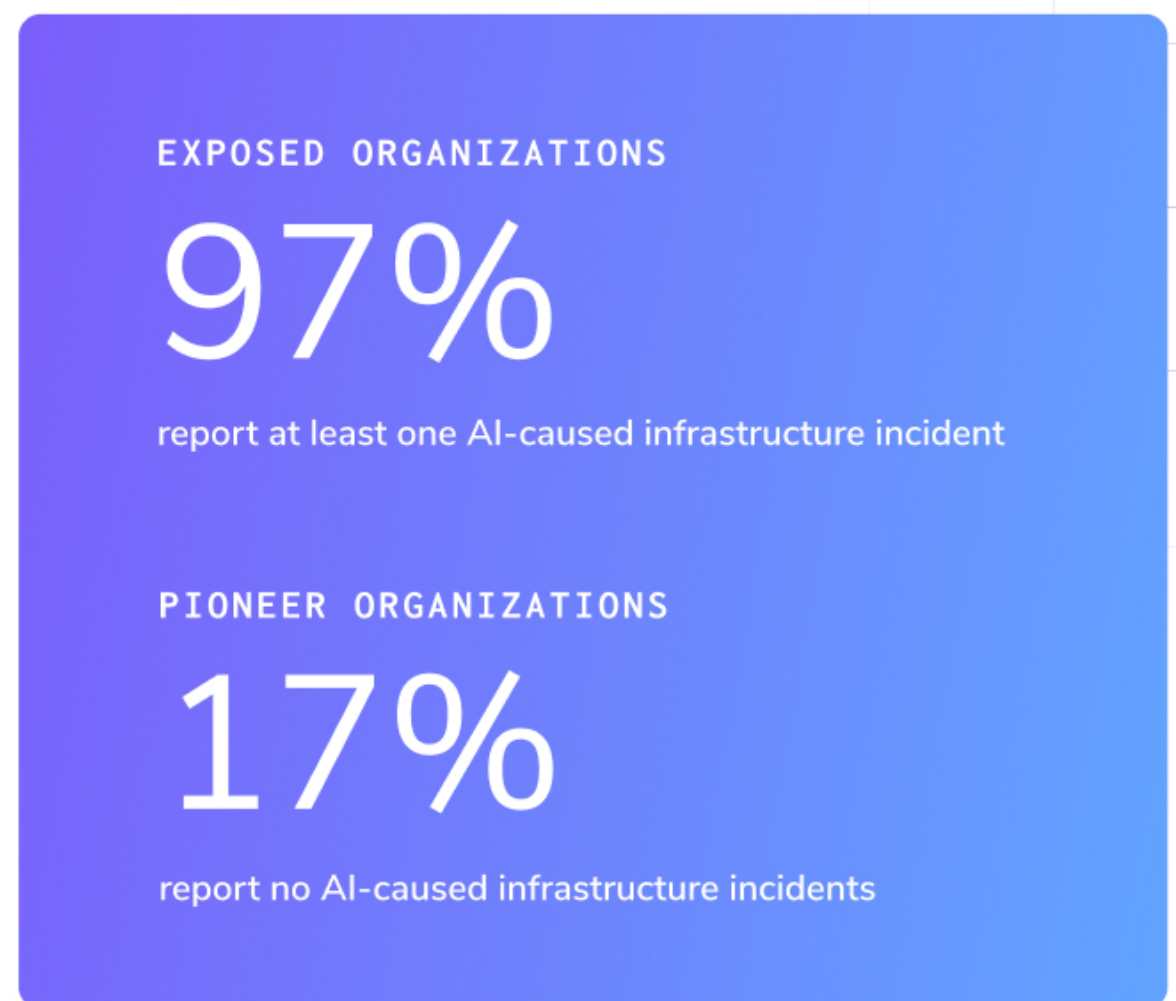 EXPOSED ORGANIZATIONS
97%
report at least one AI-caused infrastructure incident
PIONEER ORGANIZATIONS
17%
report no AI-caused infrastructure incidents